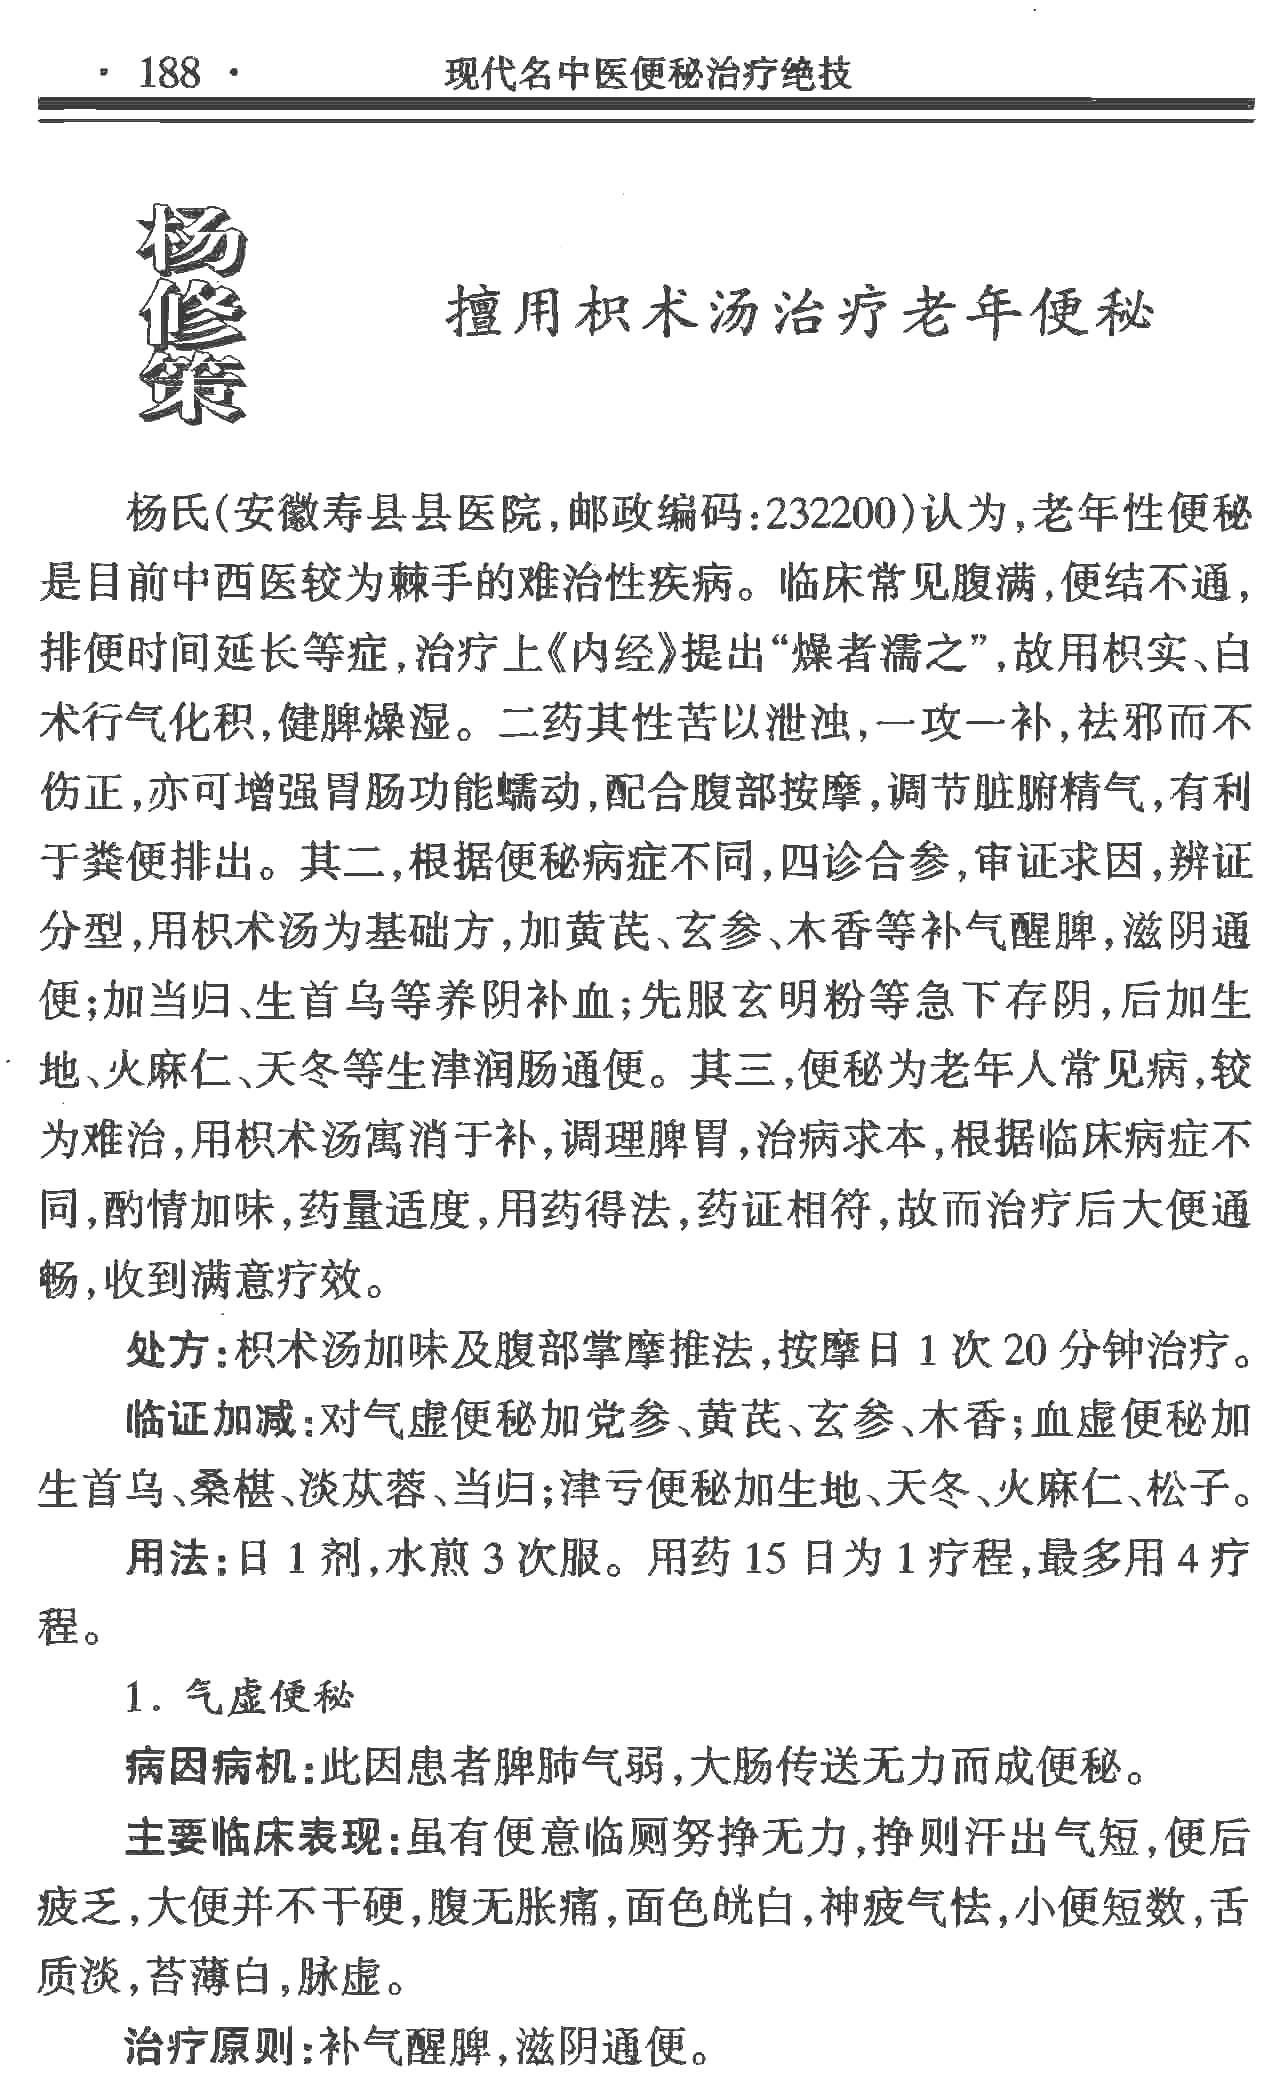 · 188 ·
现代名中医便秘治疗绝技
杨修策
擅用枳术汤治疗老年便秘
杨氏(安徽寿县县医院,邮政编码:232200)认为,老年性便秘
是目前中西医较为棘手的难治性疾病。临床常见腹满,便结不通,
排便时间延长等症,治疗上《内经》提出“燥者濡之”,故用枳实、白
术行气化积,健脾燥湿。二药其性苦以泄浊,一攻一补,祛邪而不
伤正,亦可增强胃肠功能蠕动,配合腹部按摩,调节脏腑精气,有利
于粪便排出。其二,根据便秘病症不同,四诊合参,审证求因,辨证
分型,用枳术汤为基础方,加黄芪、玄参、木香等补气醒脾,滋阴通
便;加当归、生首乌等养阴补血;先服玄明粉等急下存阴,后加生
地、火麻仁、天冬等生津润肠通便。其三,便秘为老年人常见病,较
为难治,用枳术汤寓消于补,调理脾胃,治病求本,根据临床病症不
同,酌情加味,药量适度,用药得法,药证相符,故而治疗后大便通
畅,收到满意疗效。
处方:枳术汤加味及腹部掌摩推法,按摩日 1 次 20 分钟治疗。
临证加减:对气虚便秘加党参、黄芪、玄参、木香;血虚便秘加
生首乌、桑椹、淡苁蓉、当归;津亏便秘加生地、天冬、火麻仁、松子。
用法:日 1 剂,水煎 3 次服。用药 15 日为 1 疗程,最多用 4 疗
程。
1. 气虚便秘
病因病机:此因患者脾肺气弱,大肠传送无力而成便秘。
主要临床表现:虽有便意临厕努挣无力,挣则汗出气短,便后
疲乏,大便并不干硬,腹无胀痛,面色㿠白,神疲气怯,小便短数,舌
质淡,苔薄白,脉虚。
治疗原则:补气醒脾,滋阴通便。